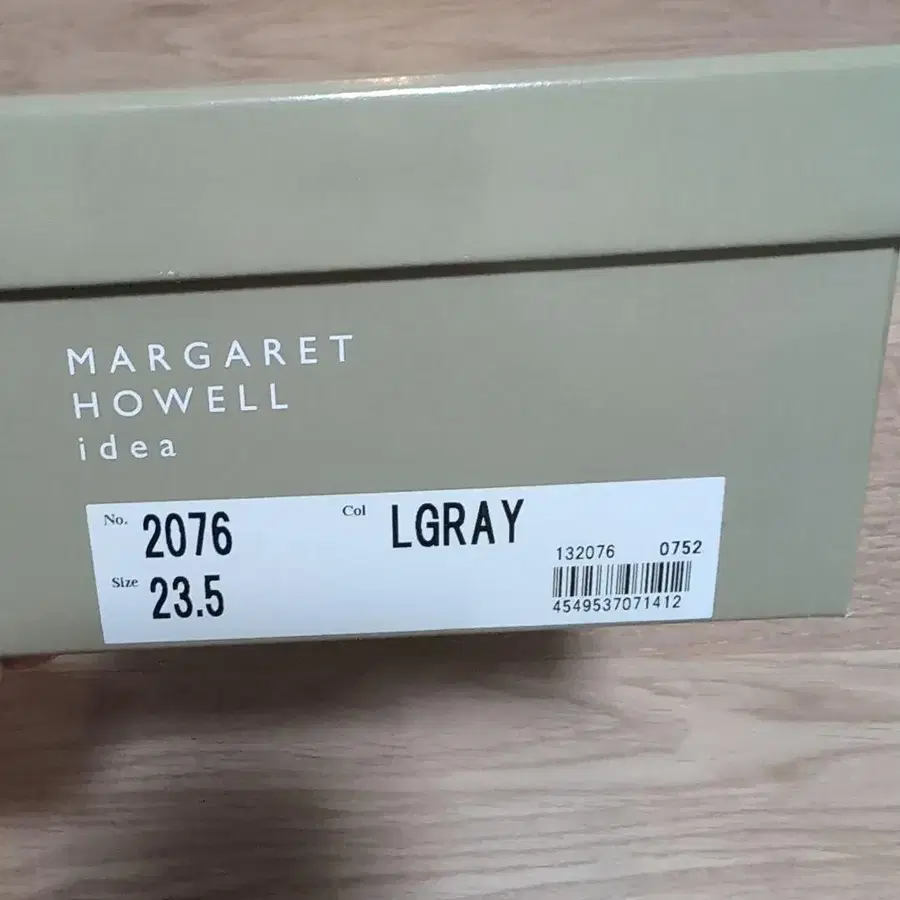 MARGARET
HOWELL
idea
No. 2076 Col LGRAY
Size 23.5
132076 0752
4549537071412